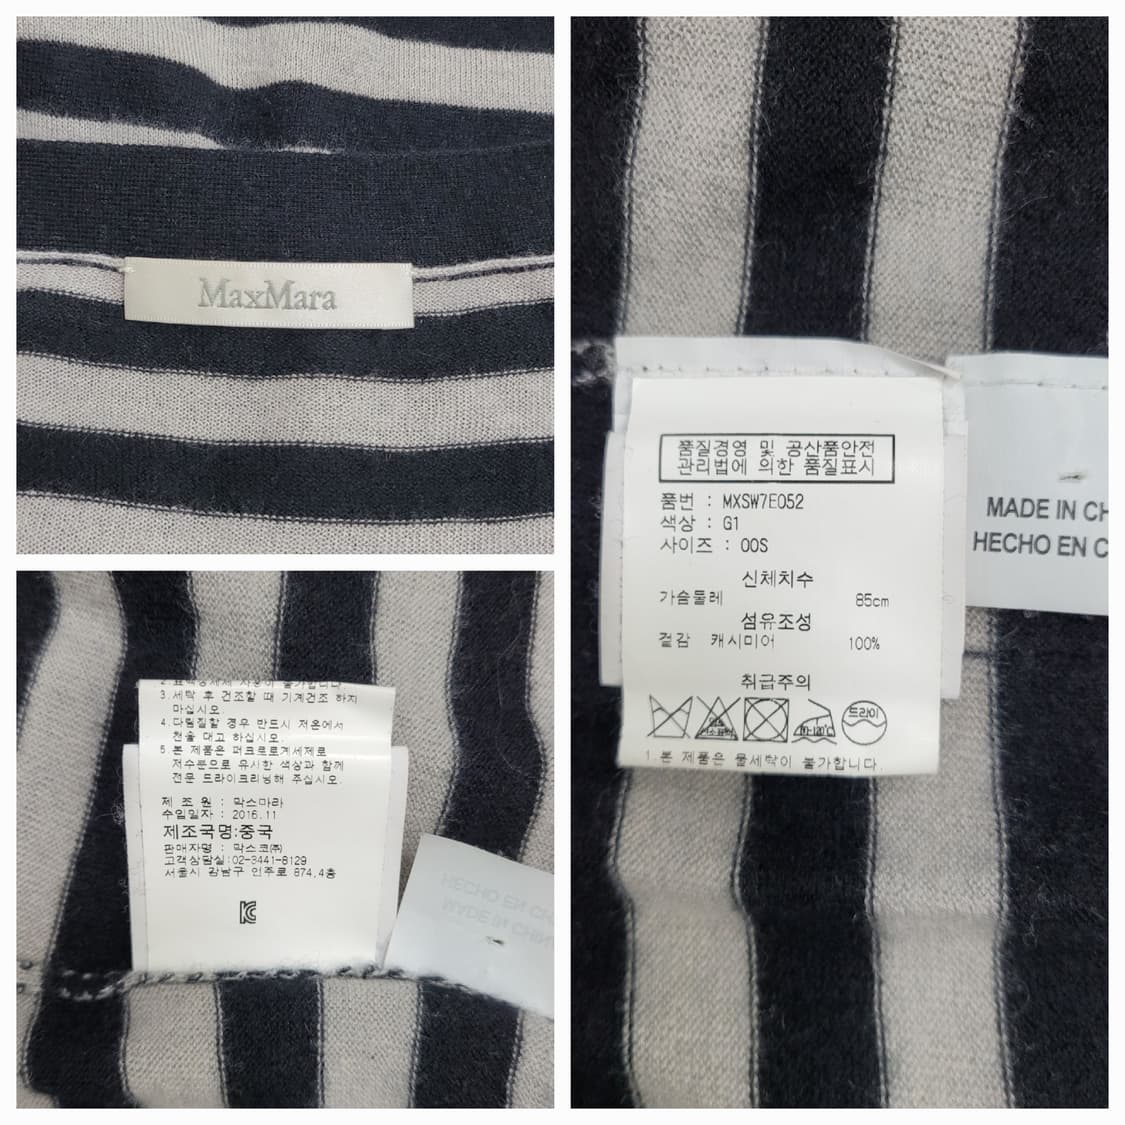 MaxMara
품질경영 및 공산품안전
관리법에 의한 품질표시
품번 : MXSW7E052
색상 : G1
사이즈 : 00S
신체치수
가슴둘레 85cm
섬유조성
겉감 캐시미어 100%
취급주의
드라이
1.본 제품은 물세탁이 불가합니다.
MADE IN CH
HECHO EN C
3.세탁 후 건조할 때 기계건조 하지
마십시오
4.다림질할 경우 반드시 저온에서
천을 대고 하십시오.
5.본 제품은 퍼크로로계세제로
저수분으로 유사한 색상과 함께
전문 드라이크리닝해 주십시오.
제 조 원 : 막스마라
수입일자 : 2016.11
제조국명:중국
판매자명 : 막스코㈜
고객상담실:02-3441-8129
서울시 강남구 언주로 874,4층
HECHO EN CH
MADE IN CHIN